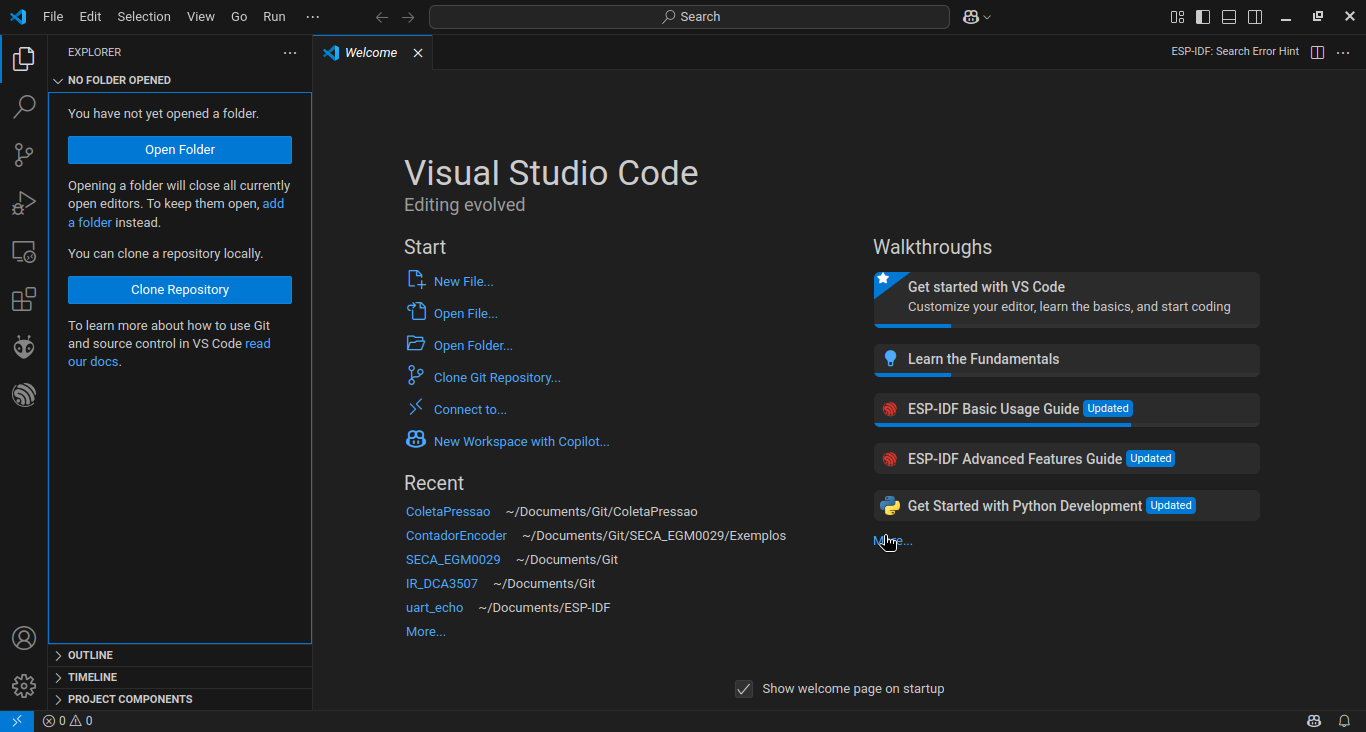 File Edit Selection View Go Run ···
Search
EXPLORER
NO FOLDER OPENED
You have not yet opened a folder.
Open Folder
Opening a folder will close all currently
open editors. To keep them open, add
a folder instead.
You can clone a repository locally.
Clone Repository
To learn more about how to use Git
and source control in VS Code read
our docs.
OUTLINE
TIMELINE
PROJECT COMPONENTS
Welcome
ESP-IDF: Search Error Hint
Visual Studio Code
Editing evolved
Start
New File...
Open File...
Open Folder...
Clone Git Repository...
Connect to...
New Workspace with Copilot...
Recent
ColetaPressao ~/Documents/Git/ColetaPressao
ContadorEncoder ~/Documents/Git/SECA_EGM0029/Exemplos
SECA_EGM0029 ~/Documents/Git
IR_DCA3507 ~/Documents/Git
uart_echo ~/Documents/ESP-IDF
More...
Walkthroughs
Get started with VS Code
Customize your editor, learn the basics, and start coding
Learn the Fundamentals
ESP-IDF Basic Usage Guide Updated
ESP-IDF Advanced Features Guide Updated
Get Started with Python Development Updated
More...
Show welcome page on startup
0 0